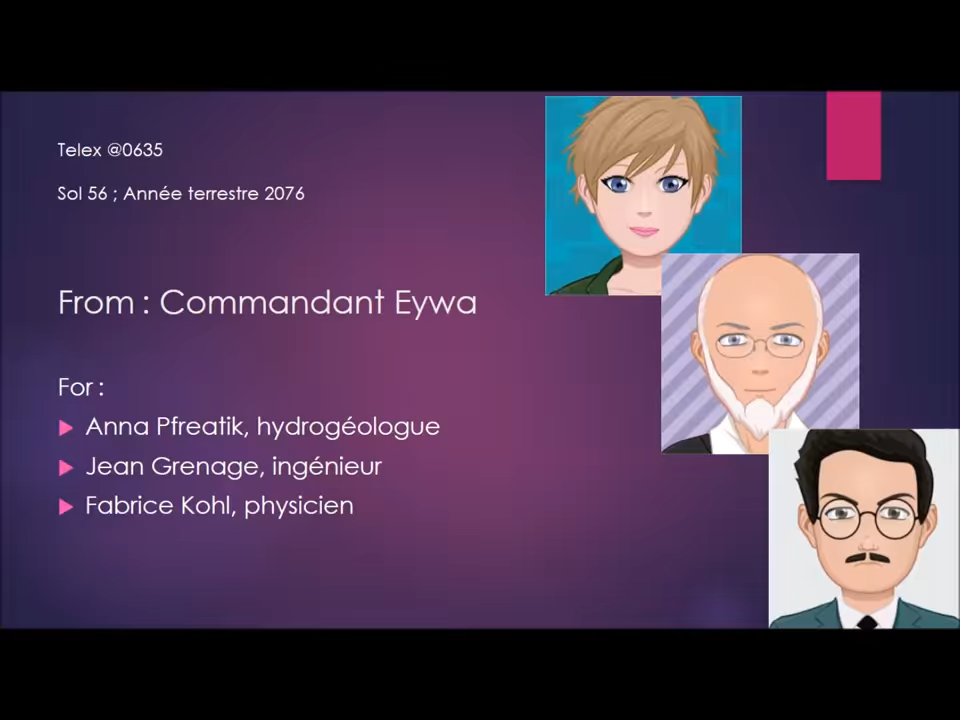 Telex @0635
Sol 56 ; Année terrestre 2076
From : Commandant Eywa
For :
Anna Pfreatik, hydrogéologue
Jean Grenage, ingénieur
Fabrice Kohl, physicien